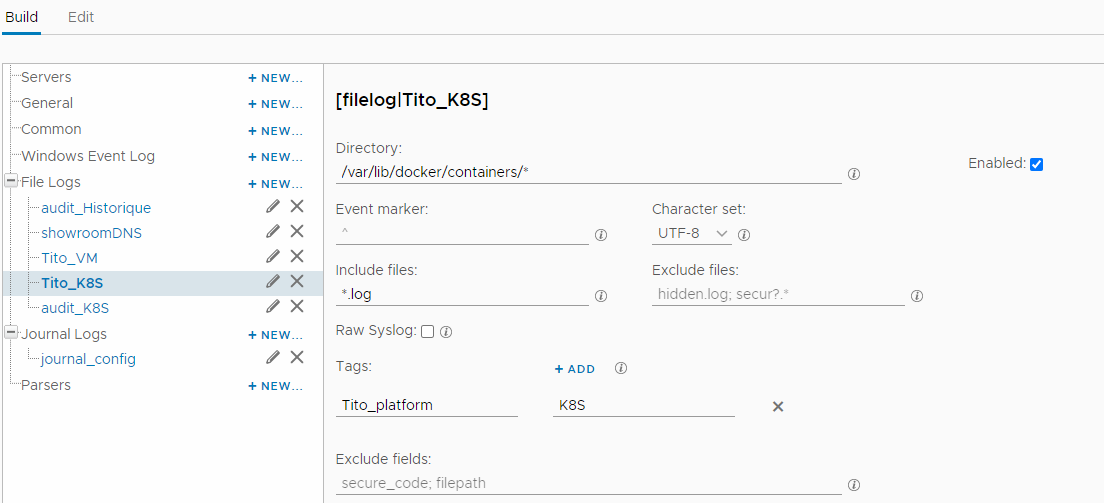 Build Edit
Servers + NEW...
General + NEW...
Common + NEW...
Windows Event Log + NEW...
File Logs + NEW...
audit_Historique
showroomDNS
Tito_VM
Tito_K8S
audit_K8S
Journal Logs + NEW...
journal_config
Parsers + NEW...
[filelog|Tito_K8S]
Directory:
/var/lib/docker/containers/*
Enabled:
Event marker: Character set:
^ UTF-8
Include files: Exclude files:
*.log hidden.log; secur?.*
Raw Syslog:
Tags: + ADD
Tito_platform K8S
Exclude fields:
secure_code; filepath